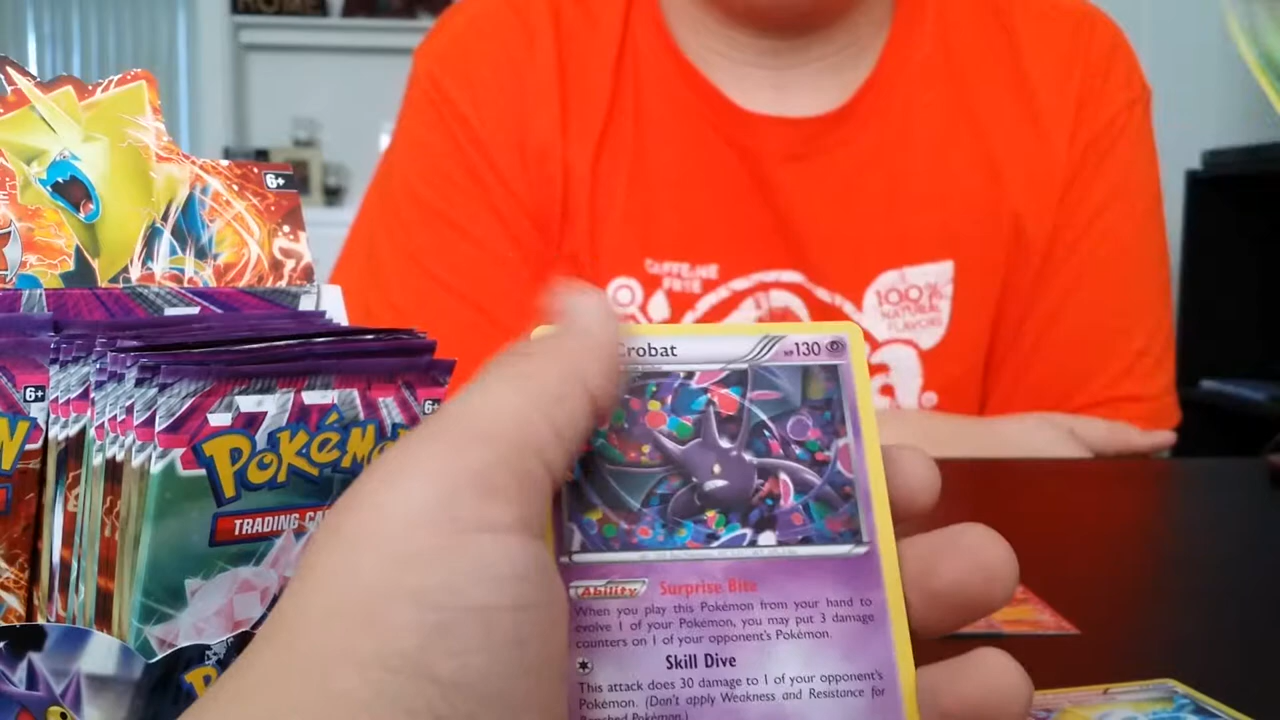 HOME
6+
6+
6+
POKéM
TRADING CA
CAFFEINE
FREE
100%
NATURAL
FLAVORS
a.
Crobat
HP130
Ability Surprise Bite
When you play this Pokémon from your hand to
evolve 1 of your Pokémon, you may put 3 damage
counters on 1 of your opponent's Pokémon.
Skill Dive
This attack does 30 damage to 1 of your opponent's
Pokémon. (Don't apply Weakness and Resistance for
Benched Pokémon.)